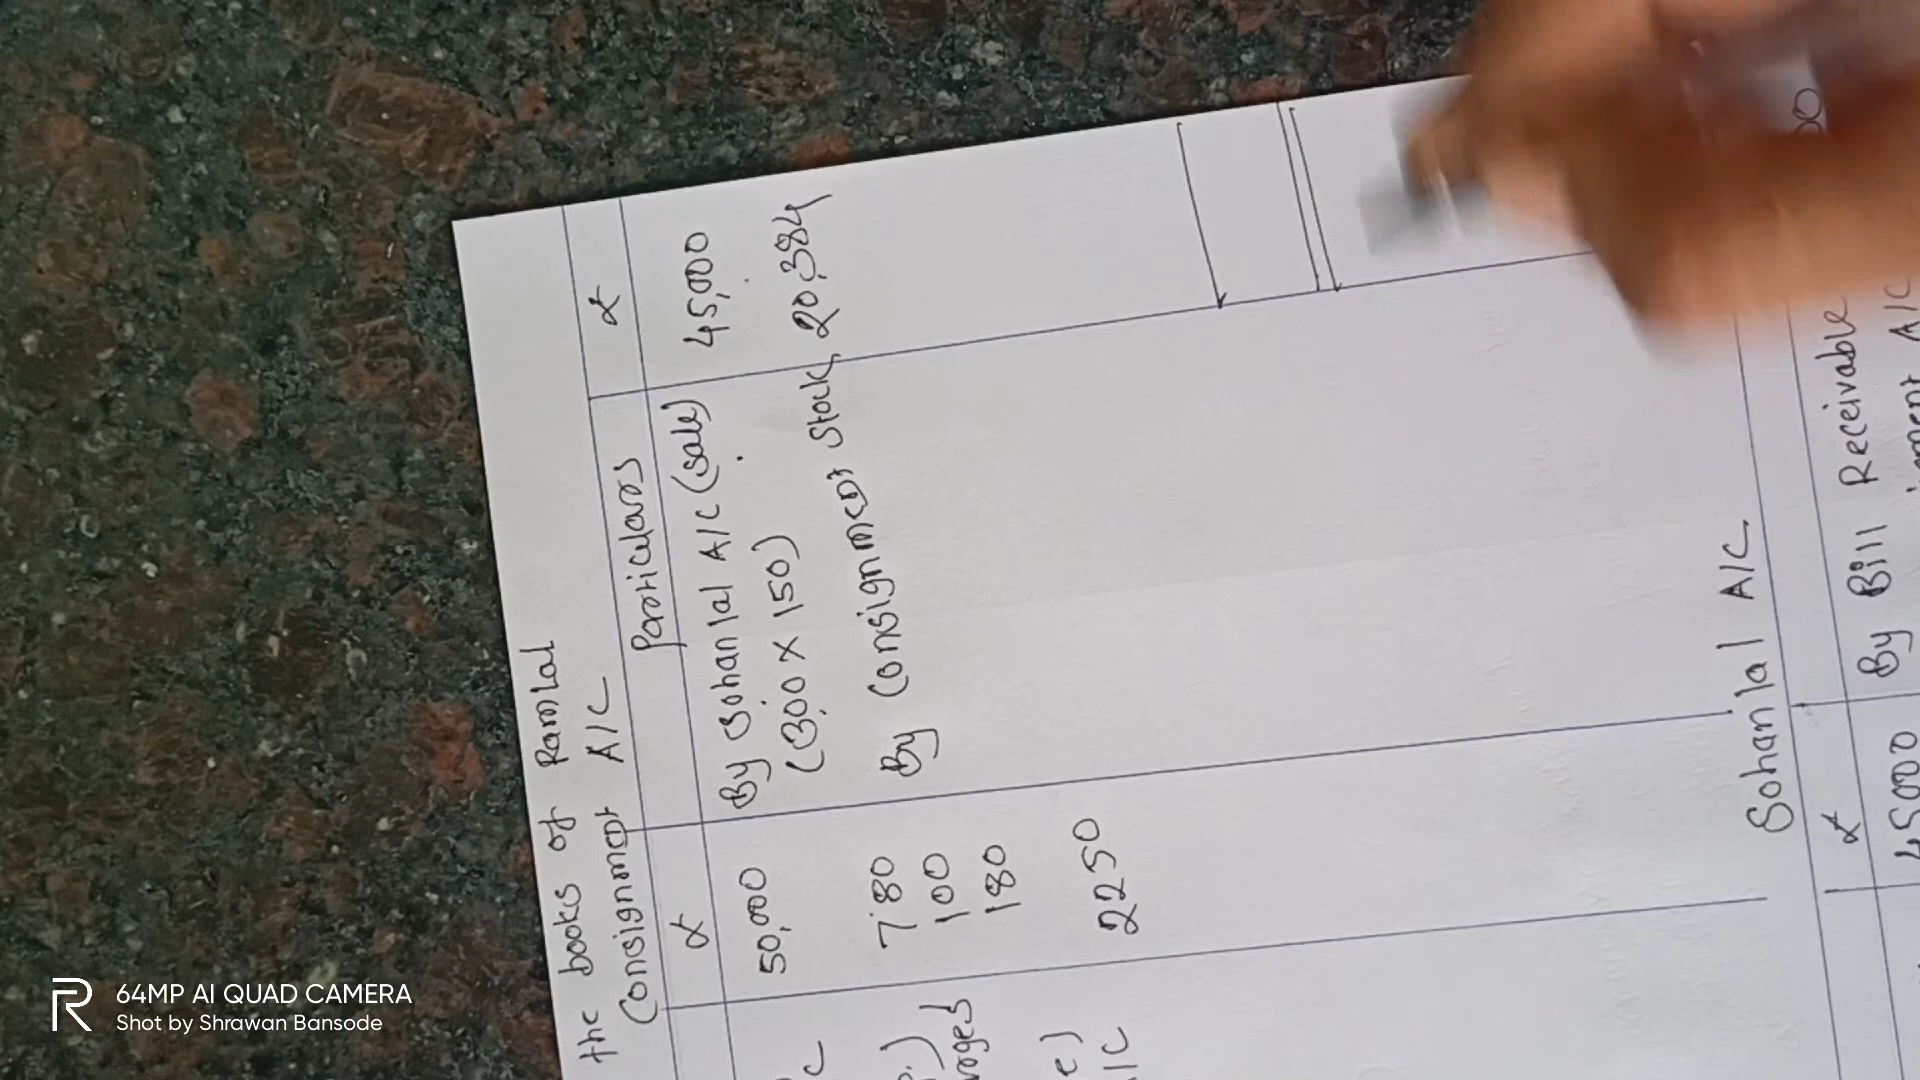 the books of Ramlal
Consignment A/C
₹ Particulars ₹
50,000 By Sohanlal A/C (sale) 45,000
(300 X 150)
780 By Consignment Stock 20,384
100
180
2250
Sohanlal A/C
₹
45000 By Bill Receivable
A/C
64MP AI QUAD CAMERA
Shot by Shrawan Bansode